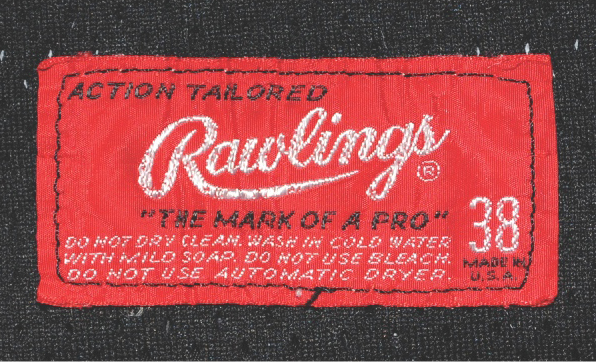 ACTION TAILORED
Rawlings ®
"THE MARK OF A PRO"
38
DO NOT DRY CLEAN. WASH IN COLD WATER
WITH MILD SOAP. DO NOT USE BLEACH.
DO NOT USE AUTOMATIC DRYER.
MADE IN
U.S.A.